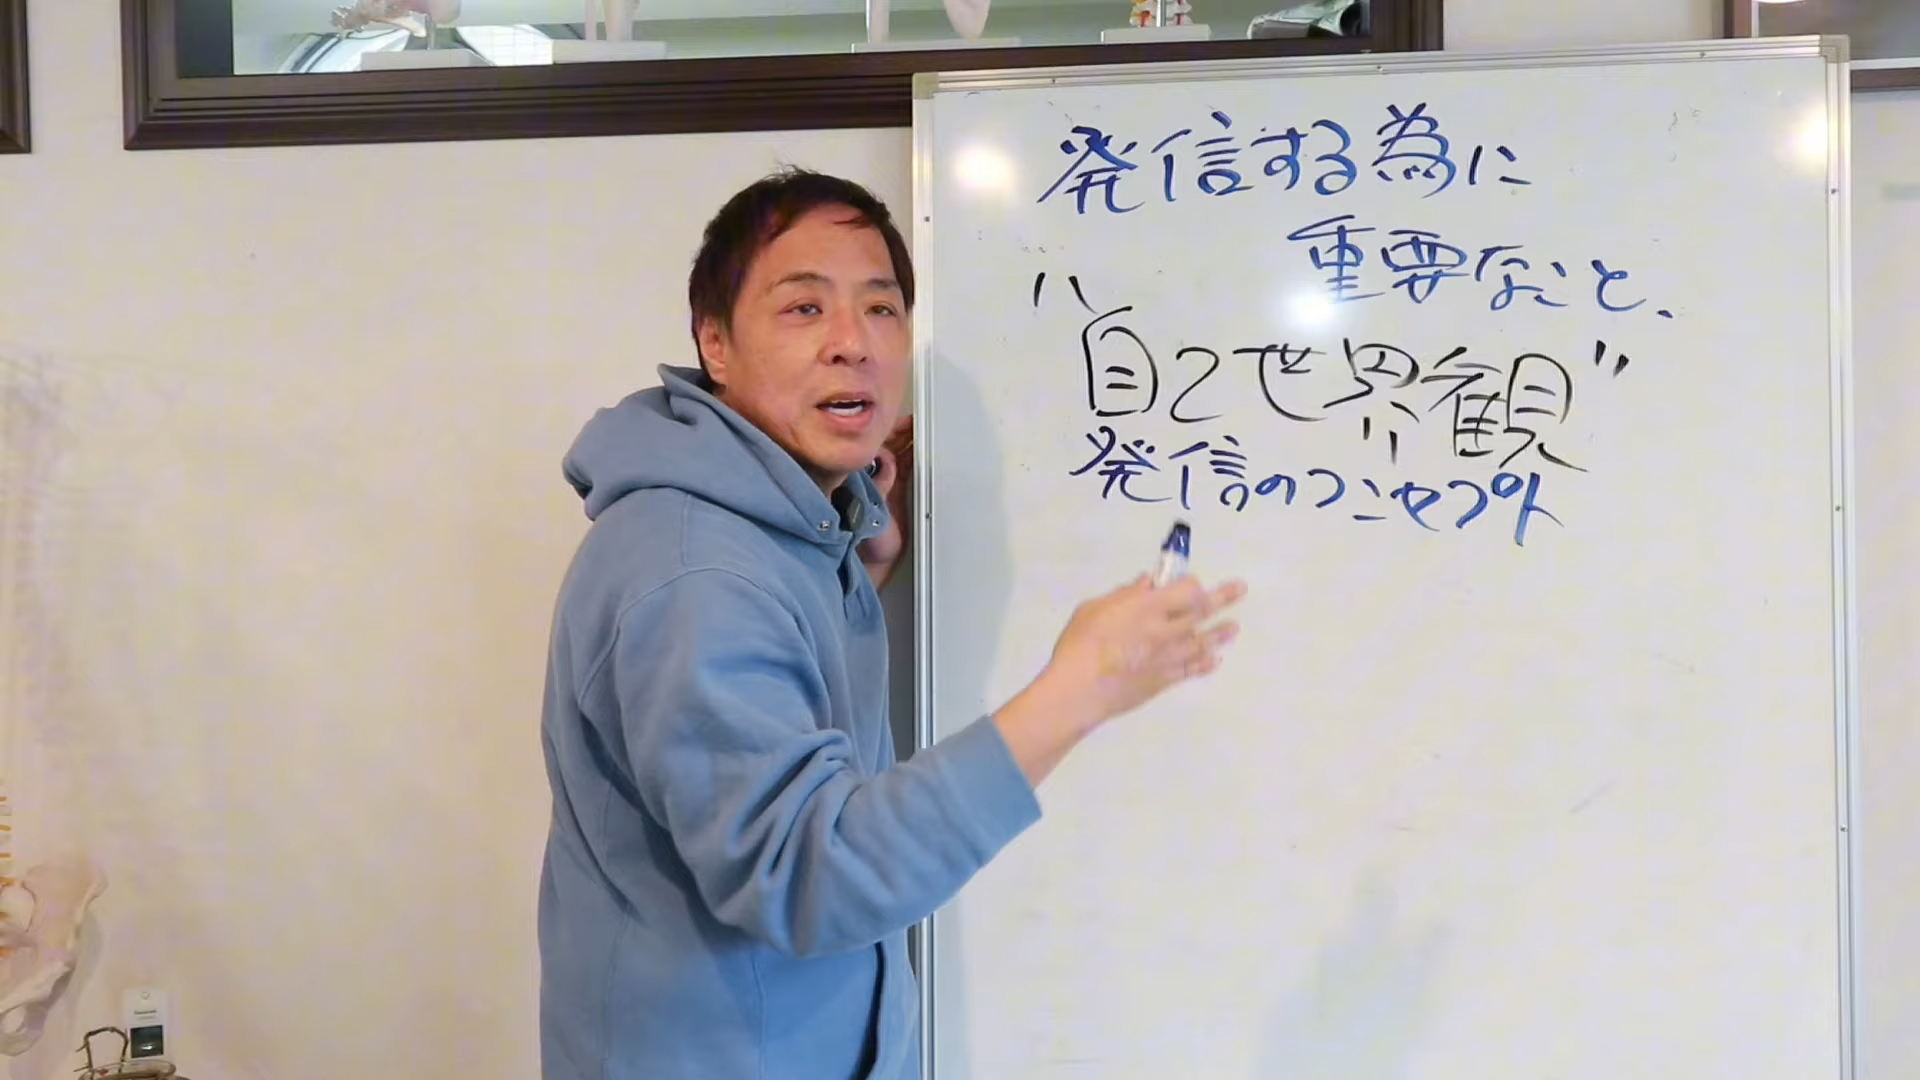 発信する為に
重要なこと、
"自己世界観"
発信のコンセプト